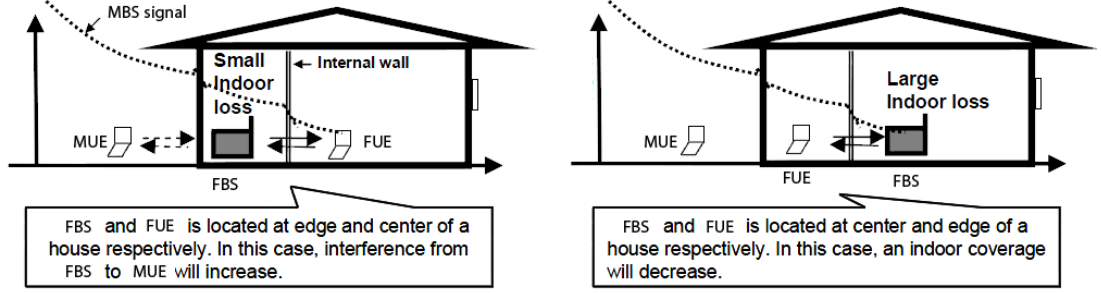 MBS signal
Small
Indoor
loss
Internal wall
MUE
FUE
FBS
FBS and FUE is located at edge and center of a
house respectively. In this case, interference from
FBS to MUE will increase.
Large
Indoor loss
MUE
FUE
FBS
FBS and FUE is located at center and edge of a
house respectively. In this case, an indoor coverage
will decrease.